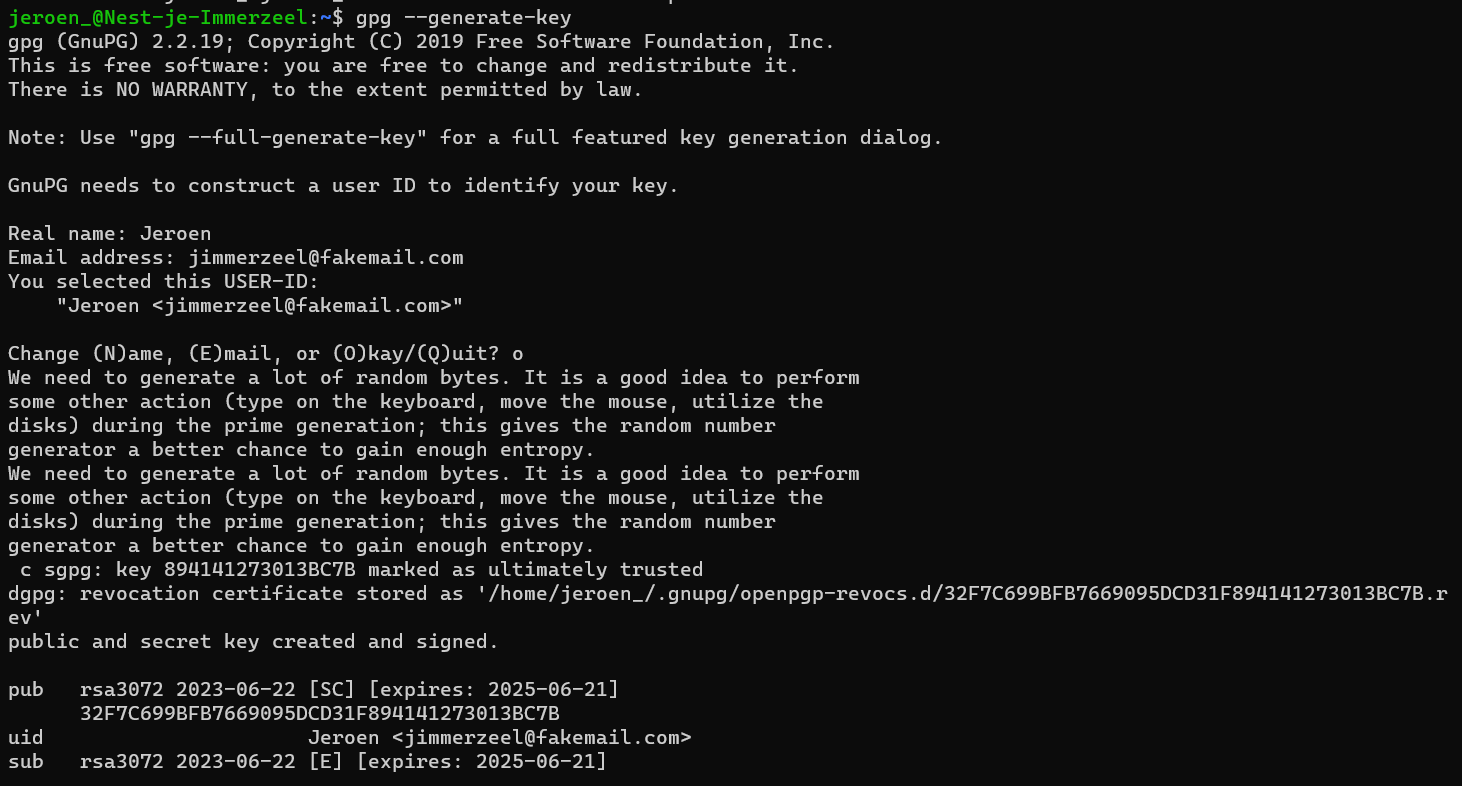 jeroen_@Nest-je-Immerzeel:~$ gpg --generate-key
gpg (GnuPG) 2.2.19; Copyright (C) 2019 Free Software Foundation, Inc.
This is free software: you are free to change and redistribute it.
There is NO WARRANTY, to the extent permitted by law.

Note: Use "gpg --full-generate-key" for a full featured key generation dialog.

GnuPG needs to construct a user ID to identify your key.

Real name: Jeroen
Email address: jimmerzeel@fakemail.com
You selected this USER-ID:
    "Jeroen <jimmerzeel@fakemail.com>"

Change (N)ame, (E)mail, or (O)kay/(Q)uit? o
We need to generate a lot of random bytes. It is a good idea to perform
some other action (type on the keyboard, move the mouse, utilize the
disks) during the prime generation; this gives the random number
generator a better chance to gain enough entropy.
We need to generate a lot of random bytes. It is a good idea to perform
some other action (type on the keyboard, move the mouse, utilize the
disks) during the prime generation; this gives the random number
generator a better chance to gain enough entropy.
 c sgpg: key 894141273013BC7B marked as ultimately trusted
dgpg: revocation certificate stored as '/home/jeroen_/.gnupg/openpgp-revocs.d/32F7C699BFB7669095DCD31F894141273013BC7B.r
ev'
public and secret key created and signed.

pub   rsa3072 2023-06-22 [SC] [expires: 2025-06-21]
      32F7C699BFB7669095DCD31F894141273013BC7B
uid                      Jeroen <jimmerzeel@fakemail.com>
sub   rsa3072 2023-06-22 [E] [expires: 2025-06-21]